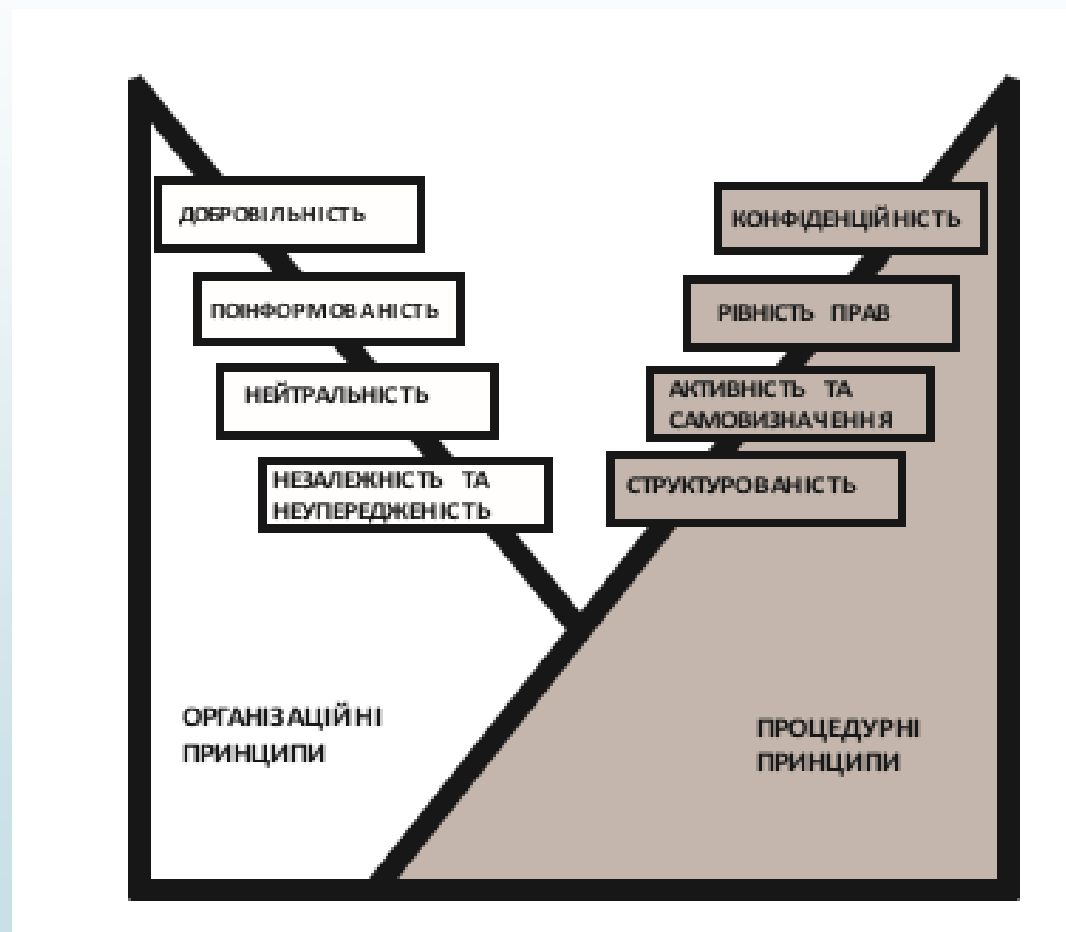 ДОБРОВІЛЬНІСТЬ
ПОІНФОРМОВАНІСТЬ
НЕЙТРАЛЬНІСТЬ
НЕЗАЛЕЖНІСТЬ ТА
НЕУПЕРЕДЖЕНІСТЬ
ОРГАНІЗАЦІЙНІ
ПРИНЦИПИ
КОНФІДЕНЦІЙНІСТЬ
РІВНІСТЬ ПРАВ
АКТИВНІСТЬ ТА
САМОВИЗНАЧЕННЯ
СТРУКТУРОВАНІСТЬ
ПРОЦЕДУРНІ
ПРИНЦИПИ